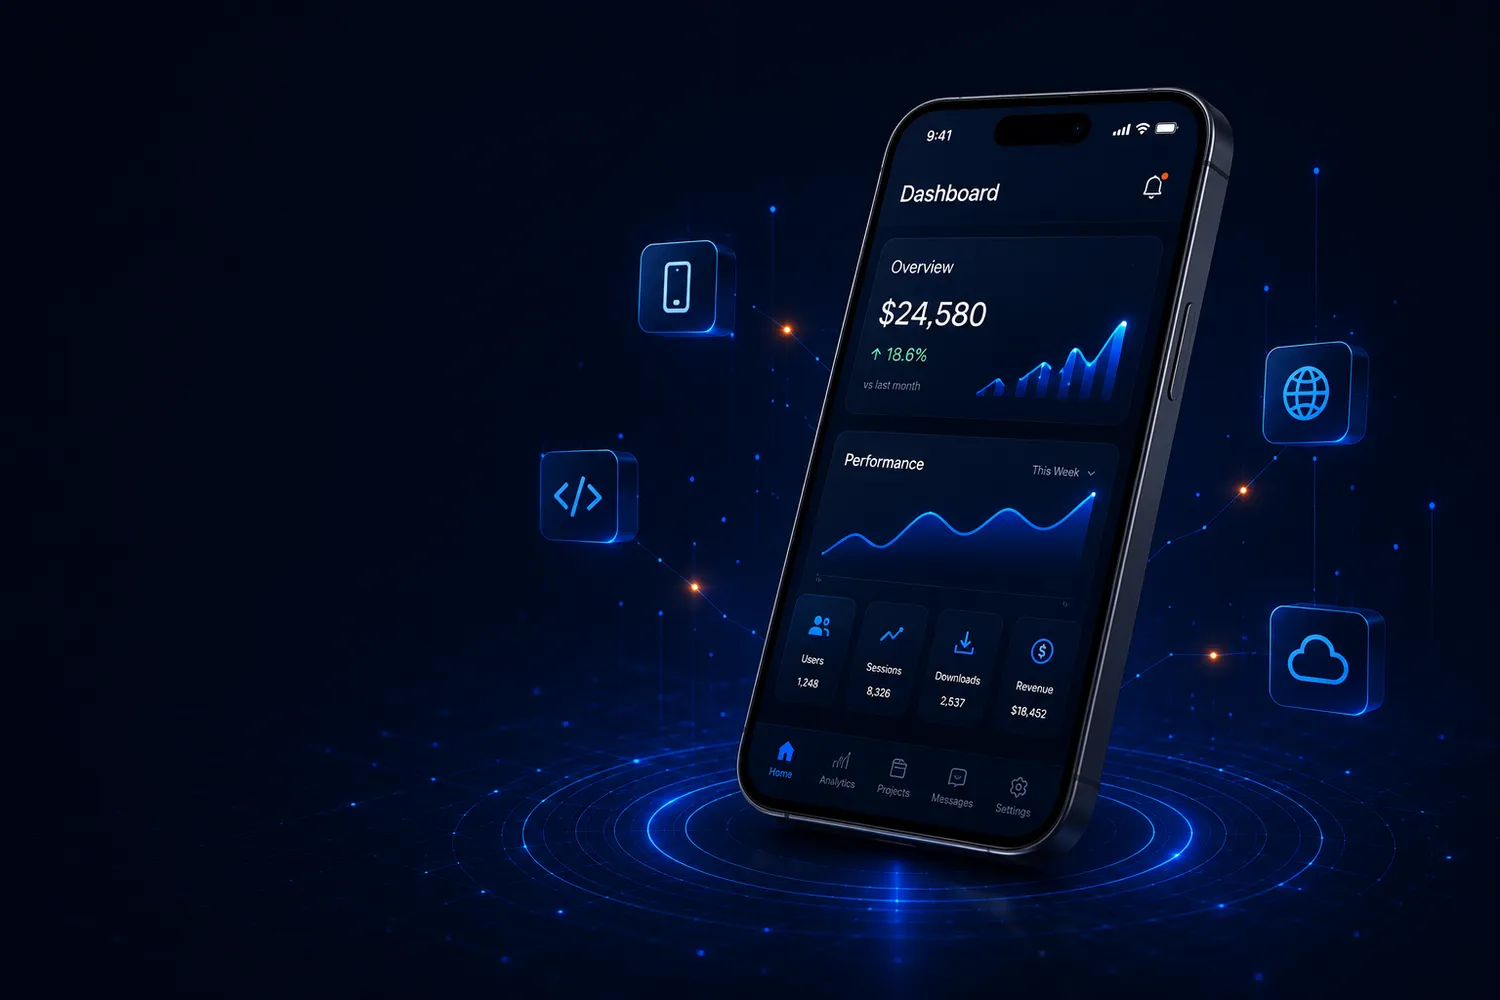 9:41
Dashboard
Overview
$24,580
↑ 18.6%
vs last month
Performance
This Week
Users
1,248
Sessions
8,326
Downloads
2,537
Revenue
$18,452
Home
Analytics
Projects
Messages
Settings